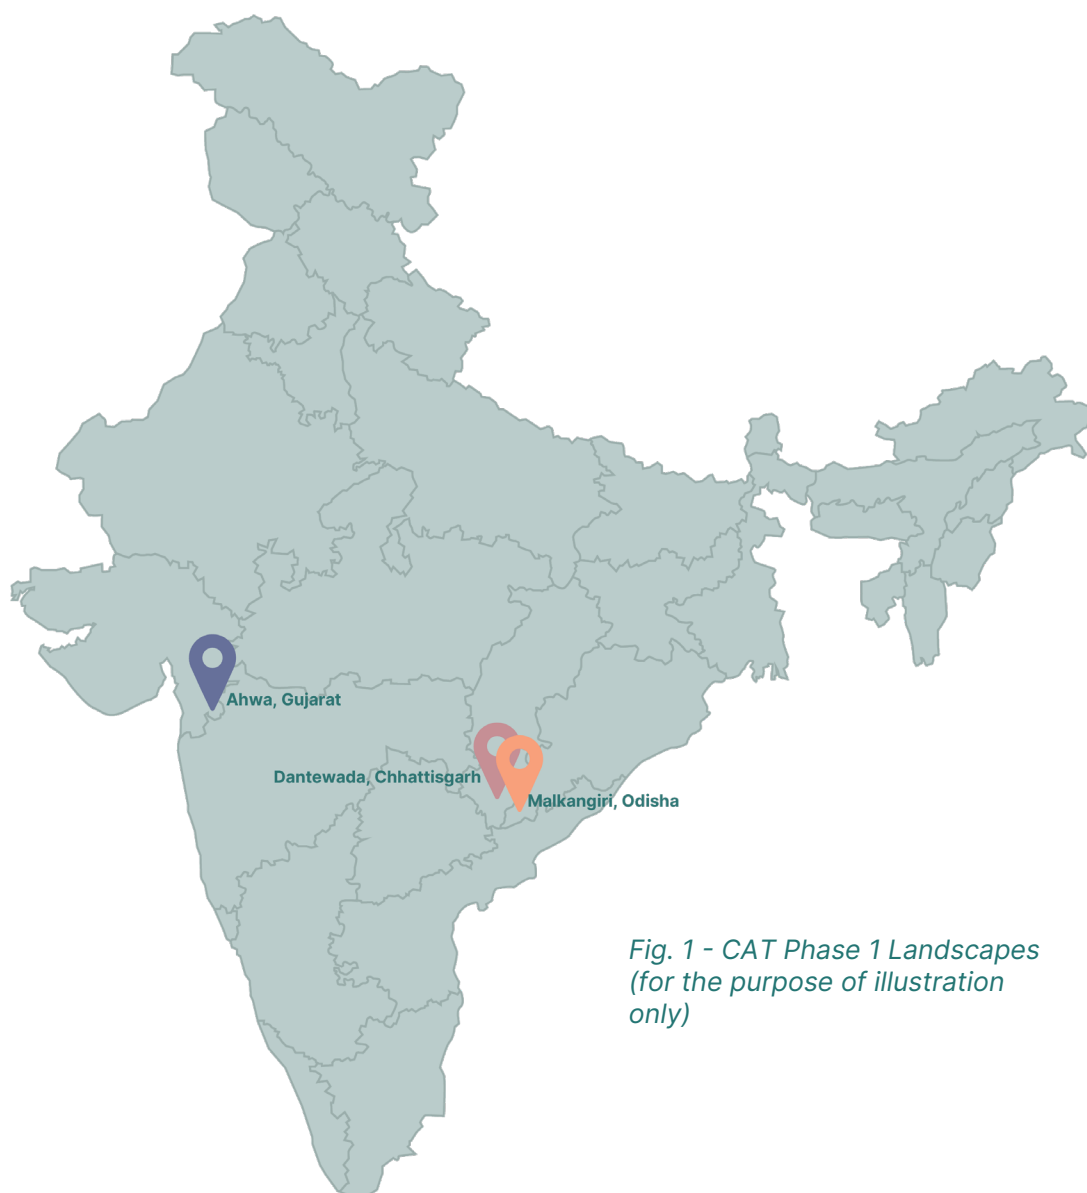 Ahwa, Gujarat
Dantewada, Chhattisgarh
Malkangiri, Odisha
Fig. 1 - CAT Phase 1 Landscapes
(for the purpose of illustration
only)